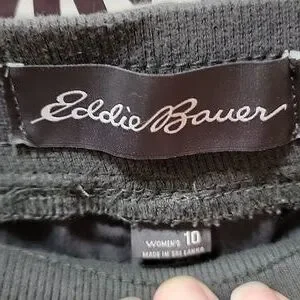 Eddie Bauer
WOMEN'S 10
MADE IN SRI LANKA